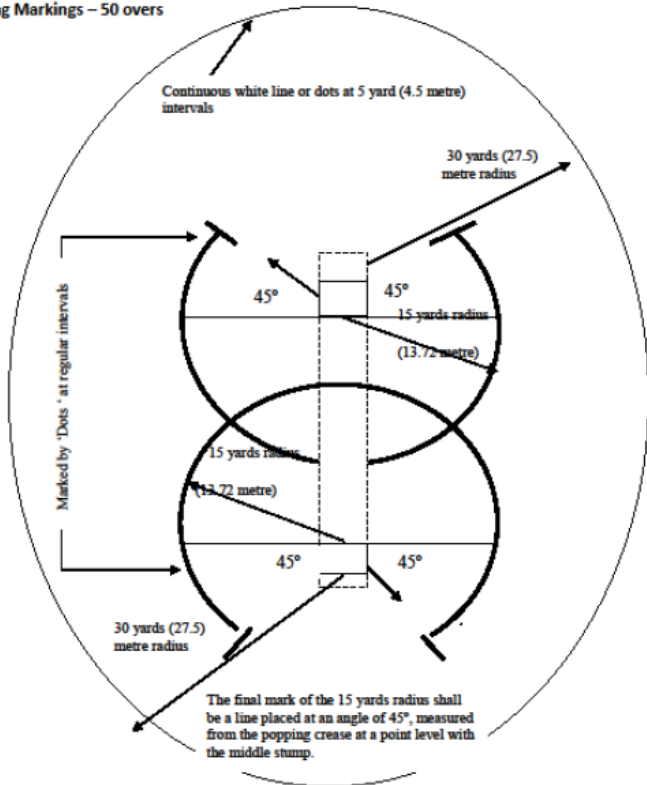 g Markings – 50 overs
Continuous white line or dots at 5 yard (4.5 metre)
intervals
30 yards (27.5)
metre radius
45°
45°
15 yards radius
(13.72 metre)
Marked by 'Dots ' at regular intervals
15 yards radius
(13.72 metre)
45°
45°
30 yards (27.5)
metre radius
The final mark of the 15 yards radius shall
be a line placed at an angle of 45°, measured
from the popping crease at a point level with
the middle stump.